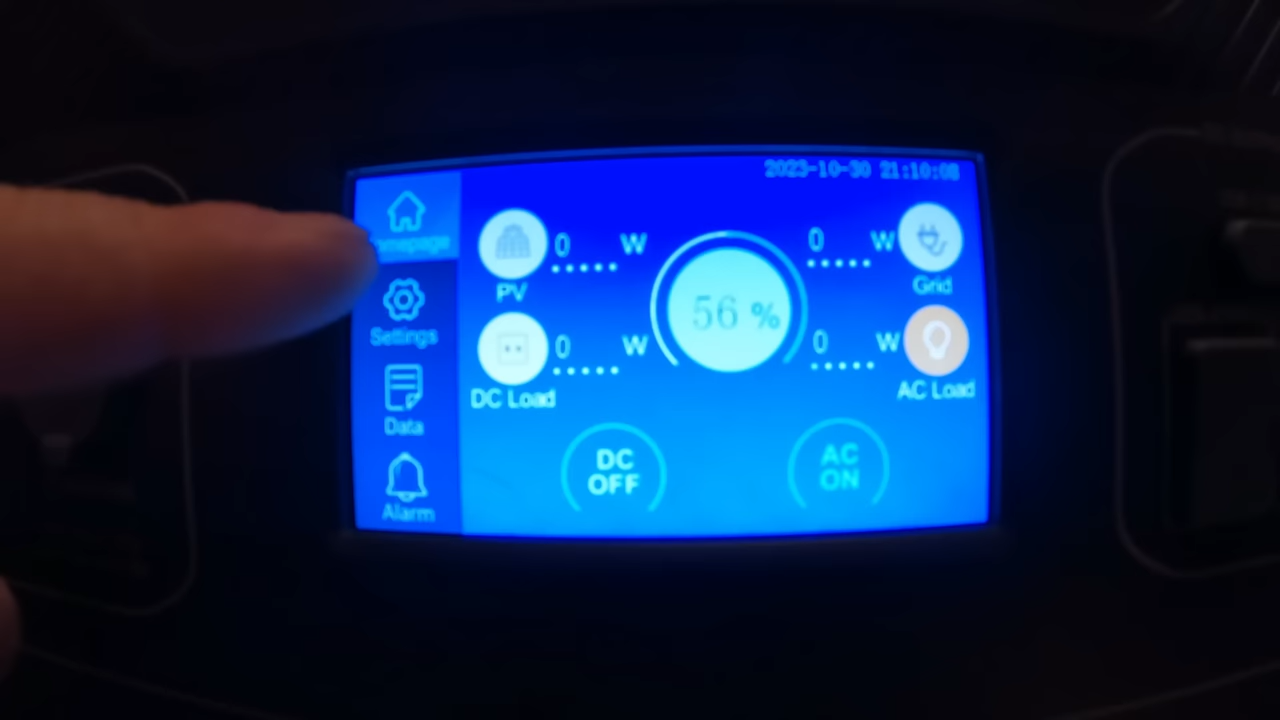 2023-10-30 21:10:08
Homepage
Settings
Data
Alarm
0 W
PV
0 W
DC Load
56 %
0 W
Grid
0 W
AC Load
DC
OFF
AC
ON